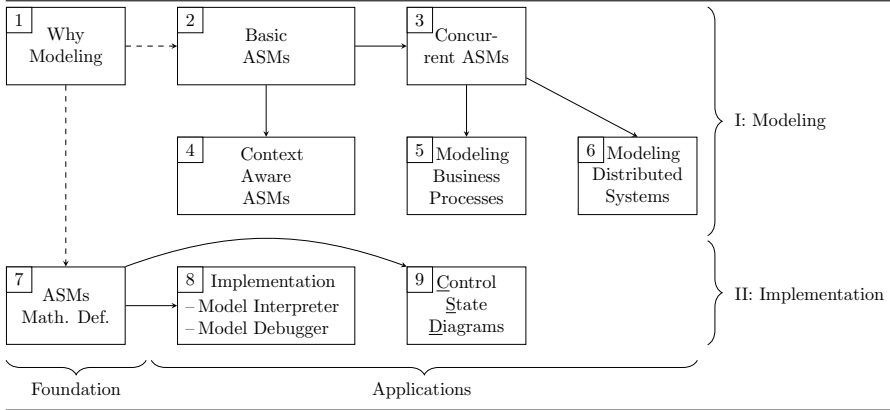 1
Why
Modeling
2
Basic
ASMs
3
Concur-
rent ASMs
I: Modeling
4
Context
Aware
ASMs
5
Modeling
Business
Processes
6
Modeling
Distributed
Systems
7
ASMs
Math. Def.
8
Implementation
– Model Interpreter
– Model Debugger
9
Control
State
Diagrams
II: Implementation
Foundation
Applications